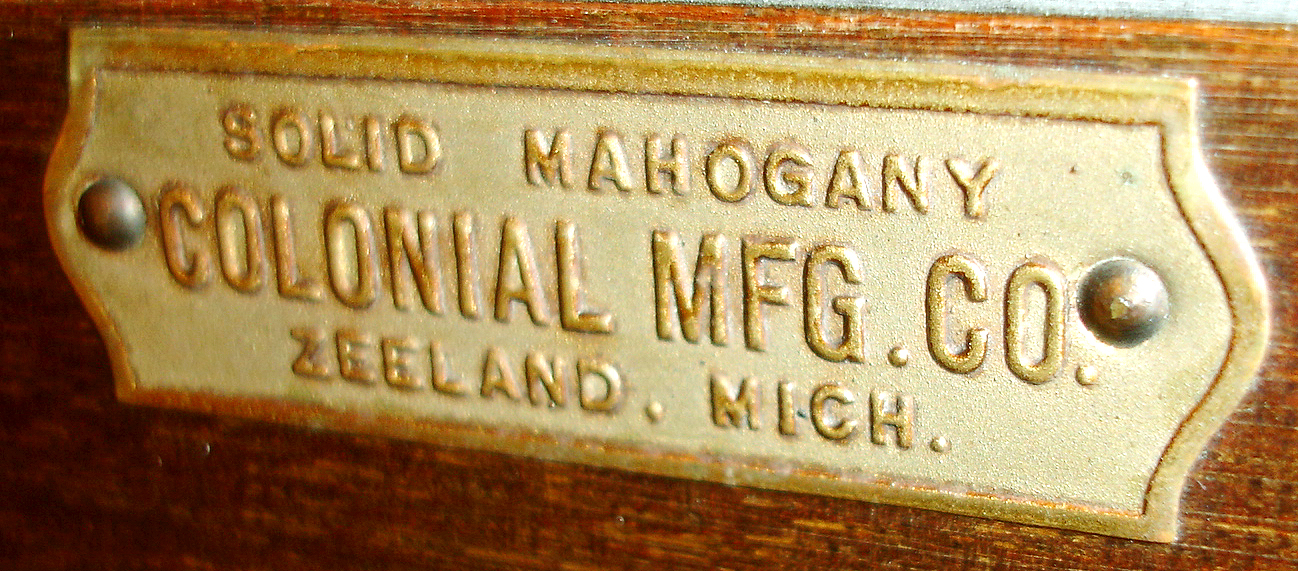 SOLID MAHOGANY
COLONIAL MFG. CO.
ZEELAND. MICH.